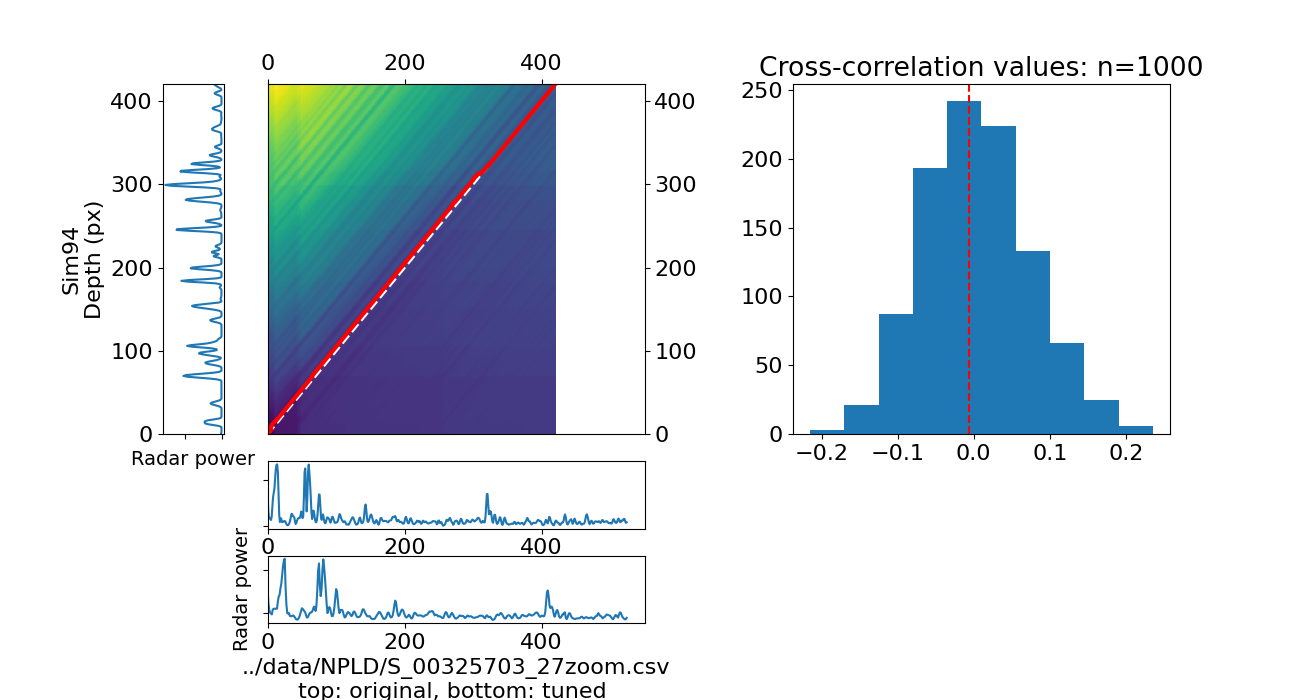 0 200 400
Cross-correlation values: n=1000
400
300
200
100
0
Sim94
Depth (px)
Radar power
400
300
200
100
0
250
200
150
100
50
0
−0.2 −0.1 0.0 0.1 0.2
0 200 400
Radar power
0 200 400
../data/NPLD/S_00325703_27zoom.csv
top: original, bottom: tuned